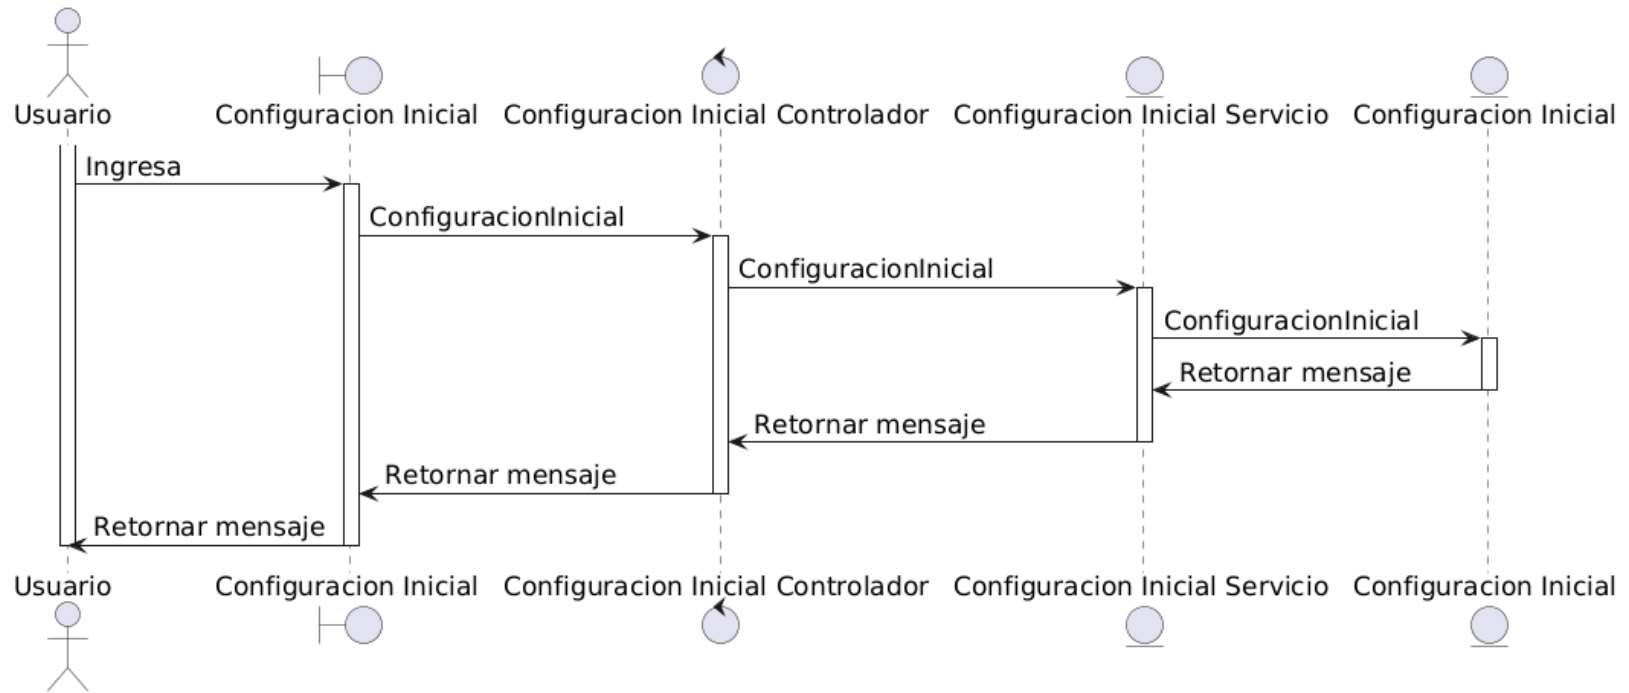 Usuario
Configuracion Inicial
Configuracion Inicial Controlador
Configuracion Inicial Servicio
Configuracion Inicial
Ingresa
ConfiguracionInicial
ConfiguracionInicial
ConfiguracionInicial
Retornar mensaje
Retornar mensaje
Retornar mensaje
Retornar mensaje
Usuario
Configuracion Inicial
Configuracion Inicial Controlador
Configuracion Inicial Servicio
Configuracion Inicial